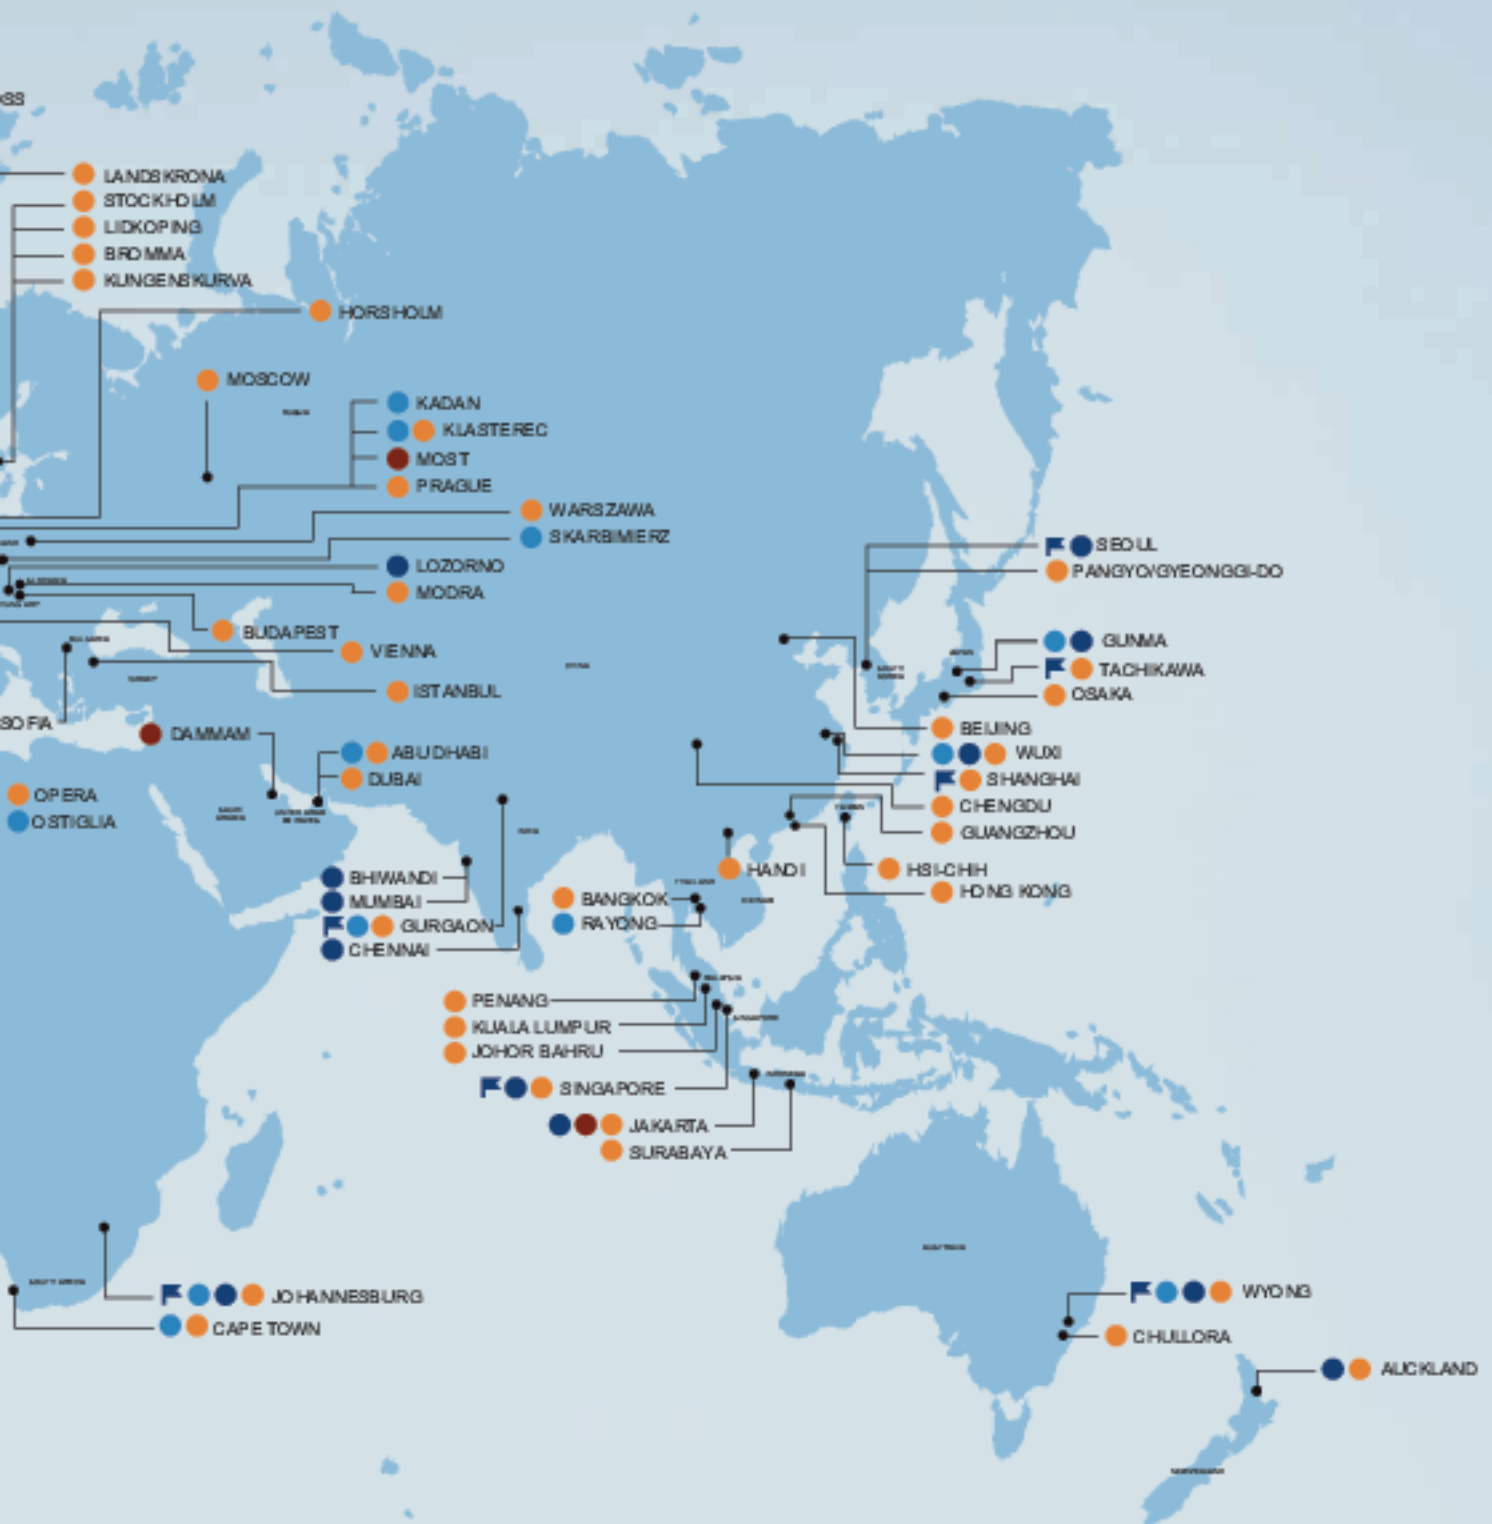 LANDSKRONA
STOCKHOLM
LIDKOPING
BROMMA
KUNGENSKURVA
HORSHOLM
MOSCOW
KADAN
KLASTEREC
MOST
PRAGUE
WARSZAWA
SKARBIMIERZ
LOZORNO
MODRA
BUDAPEST
VIENNA
ISTANBUL
SOFIA
DAMMAM
ABU DHABI
DUBAI
OPERA
OSTIGLIA
SEOUL
PANGYO/GYEONGGI-DO
GUNMA
TACHIKAWA
OSAKA
BEIJING
WUXI
SHANGHAI
CHENGDU
GUANGZHOU
HSI-CHIH
HONG KONG
HANOI
BHIWANDI
MUMBAI
GURGAON
CHENNAI
BANGKOK
RAYONG
PENANG
KUALA LUMPUR
JOHOR BAHRU
SINGAPORE
JAKARTA
SURABAYA
JOHANNESBURG
CAPE TOWN
WYONG
CHULLORA
AUCKLAND